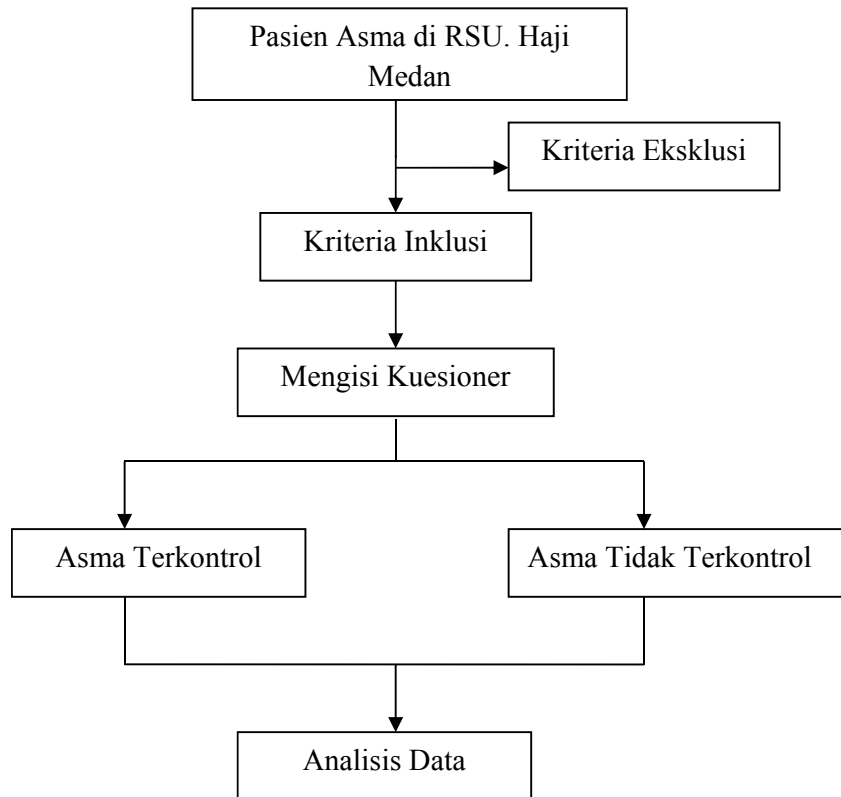 Pasien Asma di RSU. Haji
Medan
Kriteria Eksklusi
Kriteria Inklusi
Mengisi Kuesioner
Asma Terkontrol
Asma Tidak Terkontrol
Analisis Data